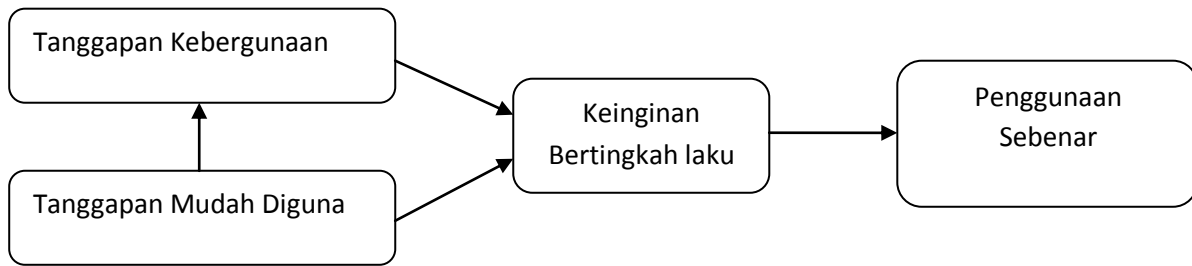 Tanggapan Kebergunaan
Tanggapan Mudah Diguna
Keinginan
Bertingkah laku
Penggunaan
Sebenar